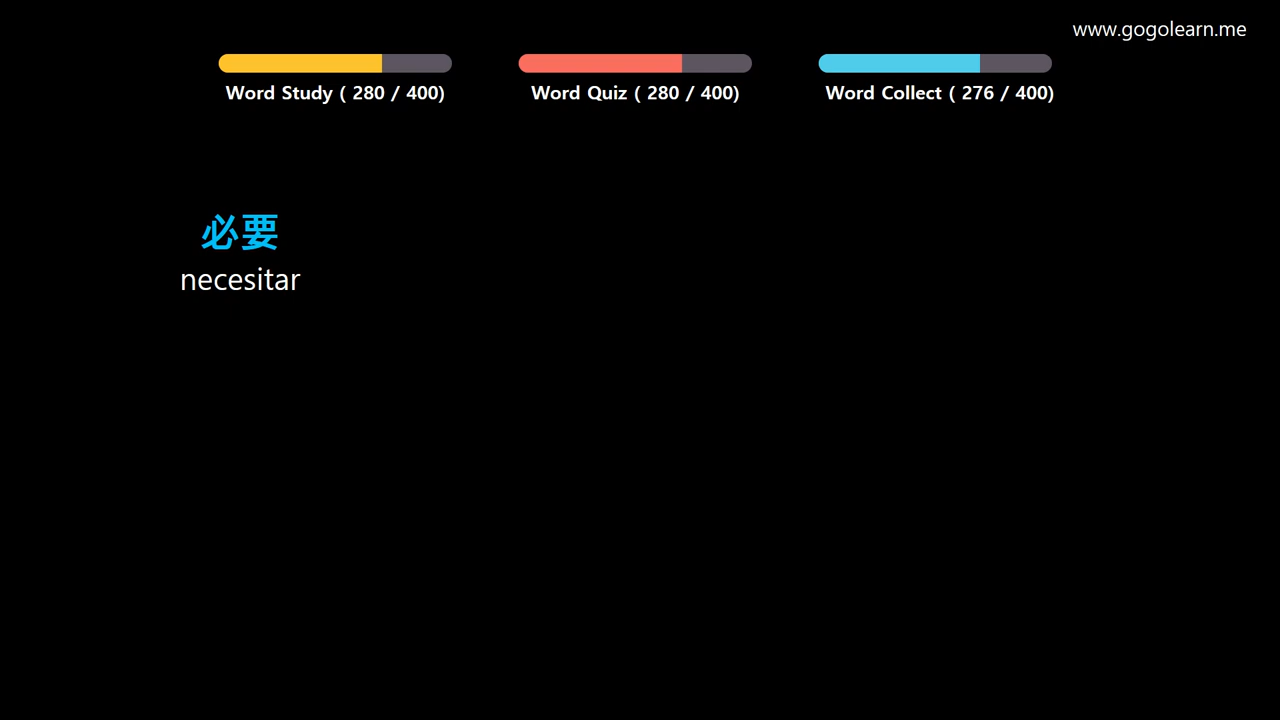 www.gogolearn.me
Word Study ( 280 / 400)
Word Quiz ( 280 / 400)
Word Collect ( 276 / 400)
必要
necesitar